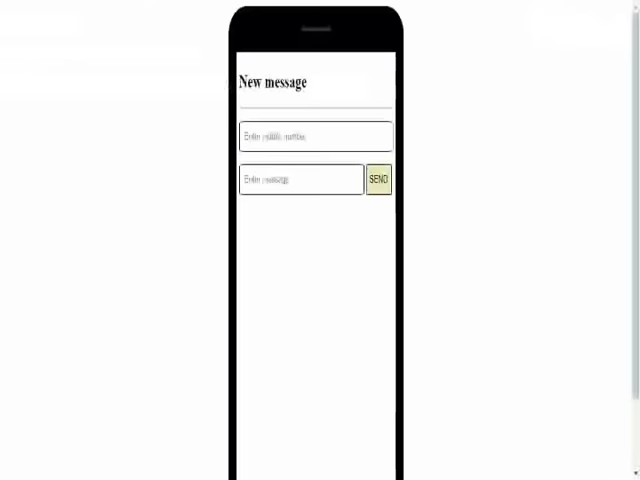 New message
Enter mobile number
Enter message
SEND